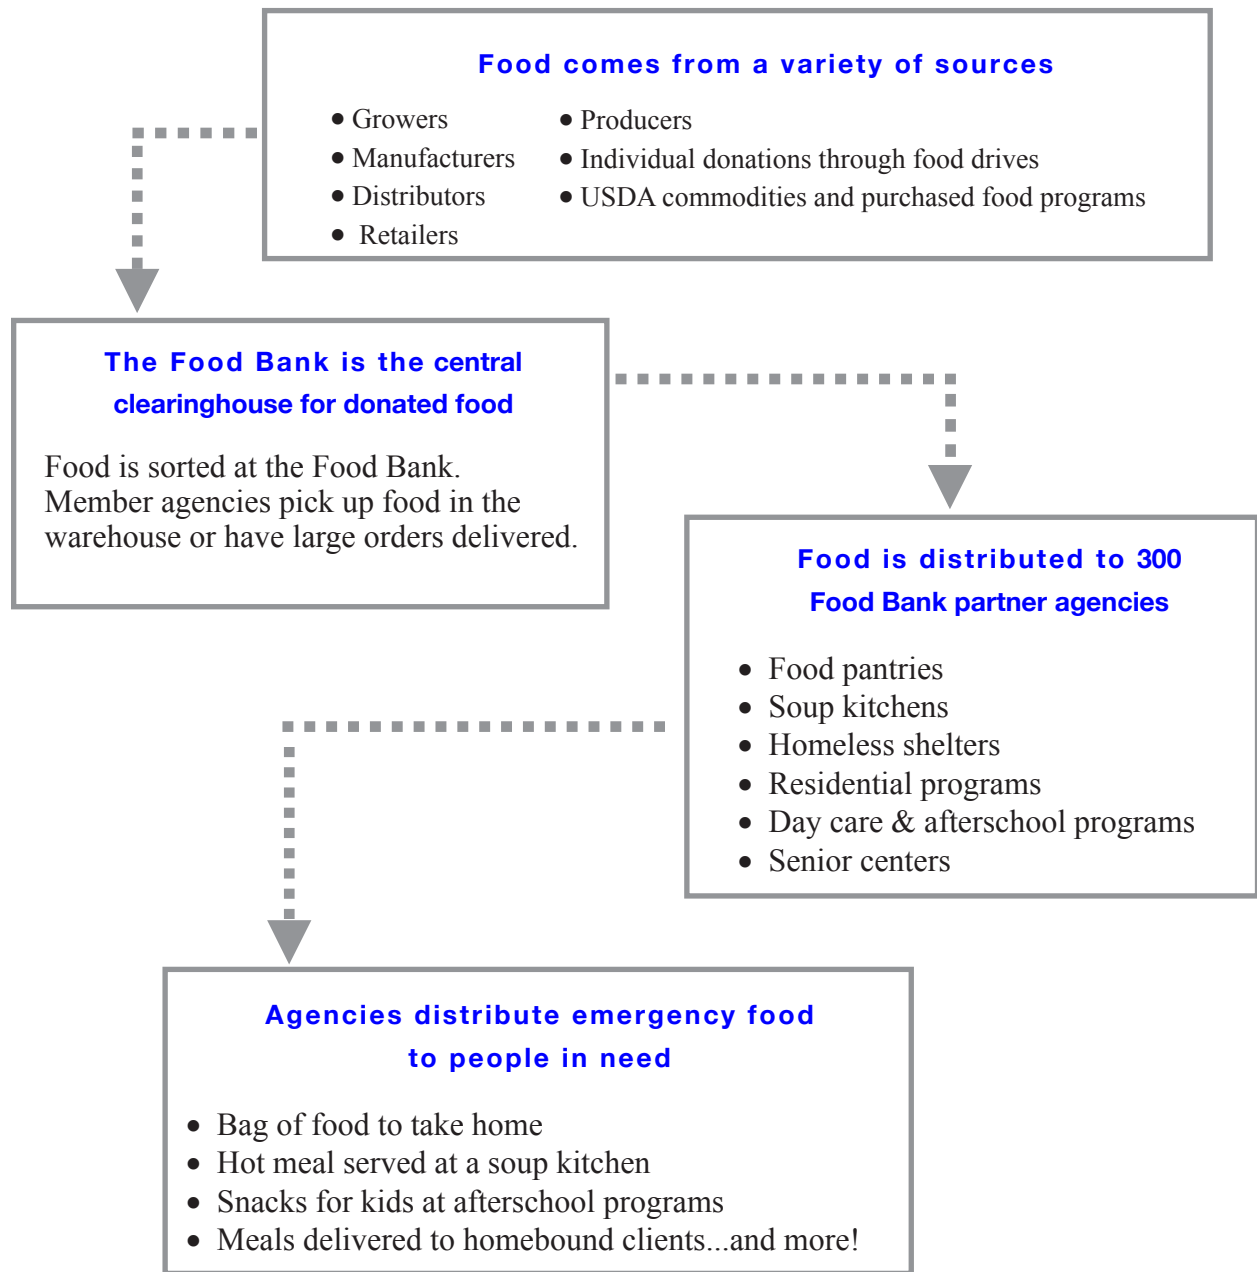 Food comes from a variety of sources
• Growers
• Manufacturers
• Distributors
• Retailers
• Producers
• Individual donations through food drives
• USDA commodities and purchased food programs
The Food Bank is the central
clearinghouse for donated food
Food is sorted at the Food Bank.
Member agencies pick up food in the
warehouse or have large orders delivered.
Food is distributed to 300
Food Bank partner agencies
• Food pantries
• Soup kitchens
• Homeless shelters
• Residential programs
• Day care & afterschool programs
• Senior centers
Agencies distribute emergency food
to people in need
• Bag of food to take home
• Hot meal served at a soup kitchen
• Snacks for kids at afterschool programs
• Meals delivered to homebound clients...and more!